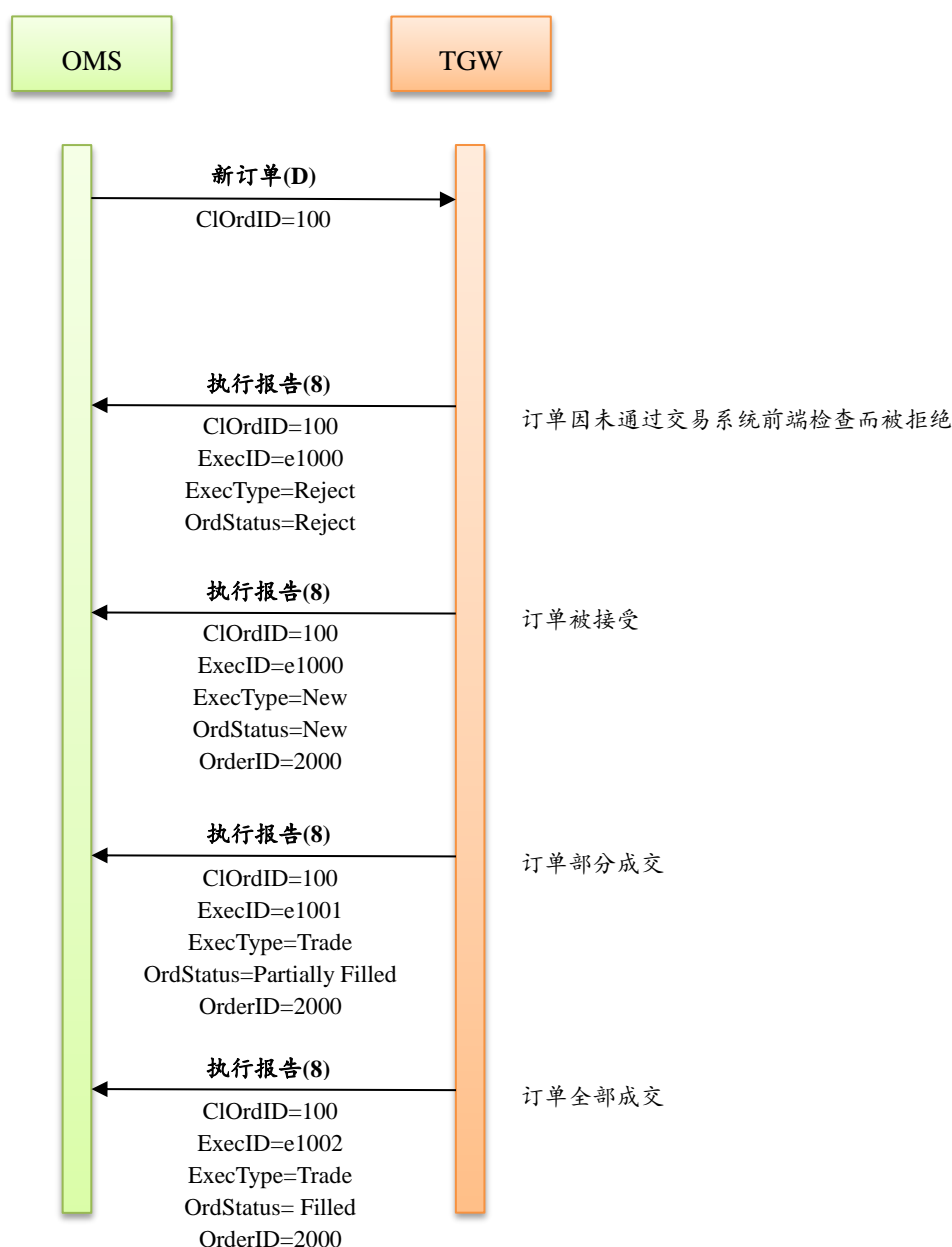 OMS
TGW
新订单(D)
ClOrdID=100
执行报告(8)
订单因未通过交易系统前端检查而被拒绝
ClOrdID=100
ExecID=e1000
ExecType=Reject
OrdStatus=Reject
执行报告(8)
订单被接受
ClOrdID=100
ExecID=e1000
ExecType=New
OrdStatus=New
OrderID=2000
执行报告(8)
订单部分成交
ClOrdID=100
ExecID=e1001
ExecType=Trade
OrdStatus=Partially Filled
OrderID=2000
执行报告(8)
订单全部成交
ClOrdID=100
ExecID=e1002
ExecType=Trade
OrdStatus= Filled
OrderID=2000